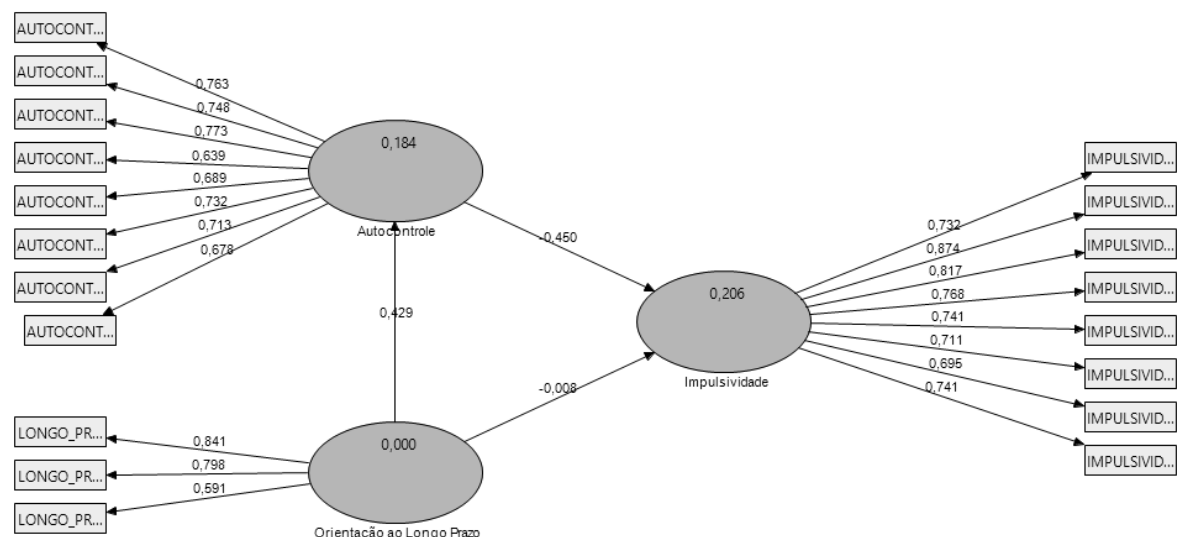 AUTOCONT...
AUTOCONT...
AUTOCONT...
AUTOCONT...
AUTOCONT...
AUTOCONT...
AUTOCONT...
AUTOCONT...
0,763
0,748
0,773
0,639
0,689
0,732
0,713
0,678
0,184
Autocontrole
-0,450
0,429
-0,008
0,206
Impulsividade
0,732
0,874
0,817
0,768
0,741
0,711
0,695
0,741
IMPULSIVID...
IMPULSIVID...
IMPULSIVID...
IMPULSIVID...
IMPULSIVID...
IMPULSIVID...
IMPULSIVID...
IMPULSIVID...
LONGO_PR...
LONGO_PR...
LONGO_PR...
0,841
0,798
0,591
0,000
Orientação ao Longo Prazo